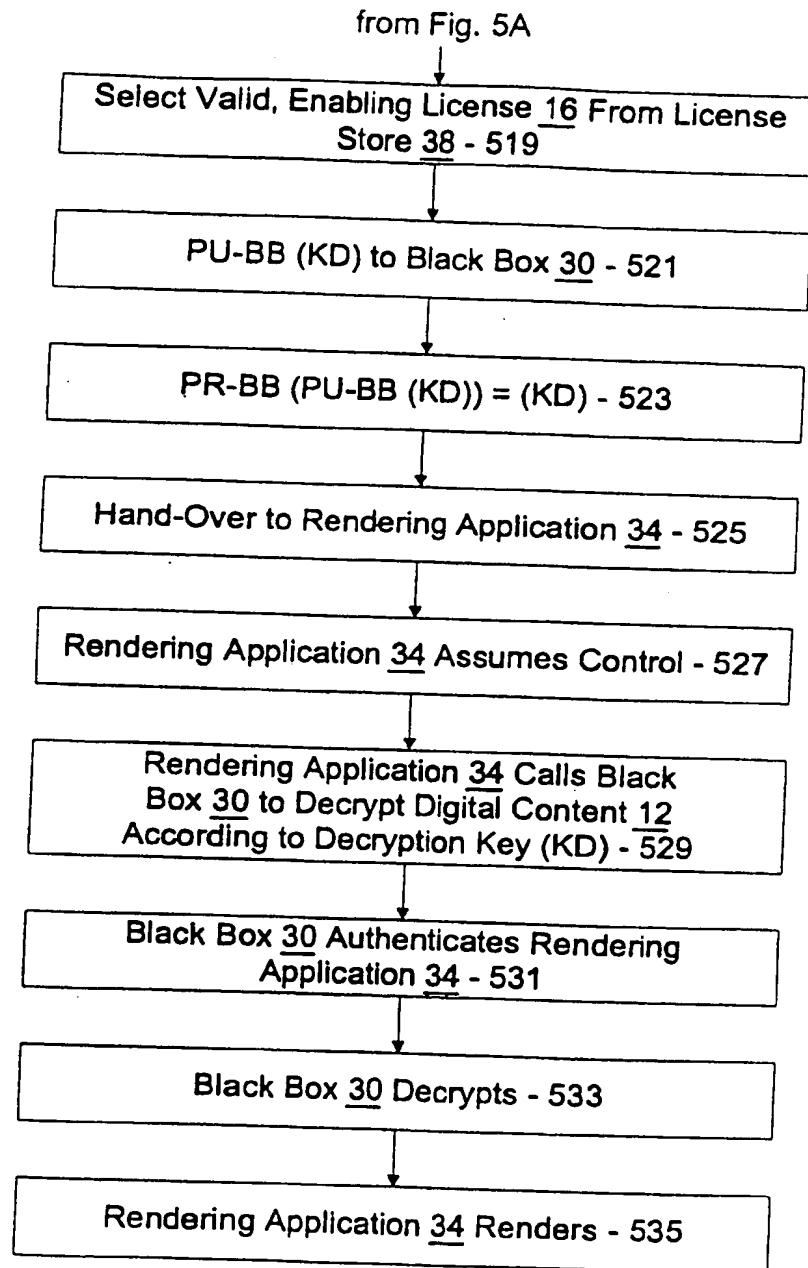 from Fig. 5A
Select Valid, Enabling License 16 From License
Store 38 - 519
PU-BB (KD) to Black Box 30 - 521
PR-BB (PU-BB (KD)) = (KD) - 523
Hand-Over to Rendering Application 34 - 525
Rendering Application 34 Assumes Control - 527
Rendering Application 34 Calls Black
Box 30 to Decrypt Digital Content 12
According to Decryption Key (KD) - 529
Black Box 30 Authenticates Rendering
Application 34 - 531
Black Box 30 Decrypts - 533
Rendering Application 34 Renders - 535